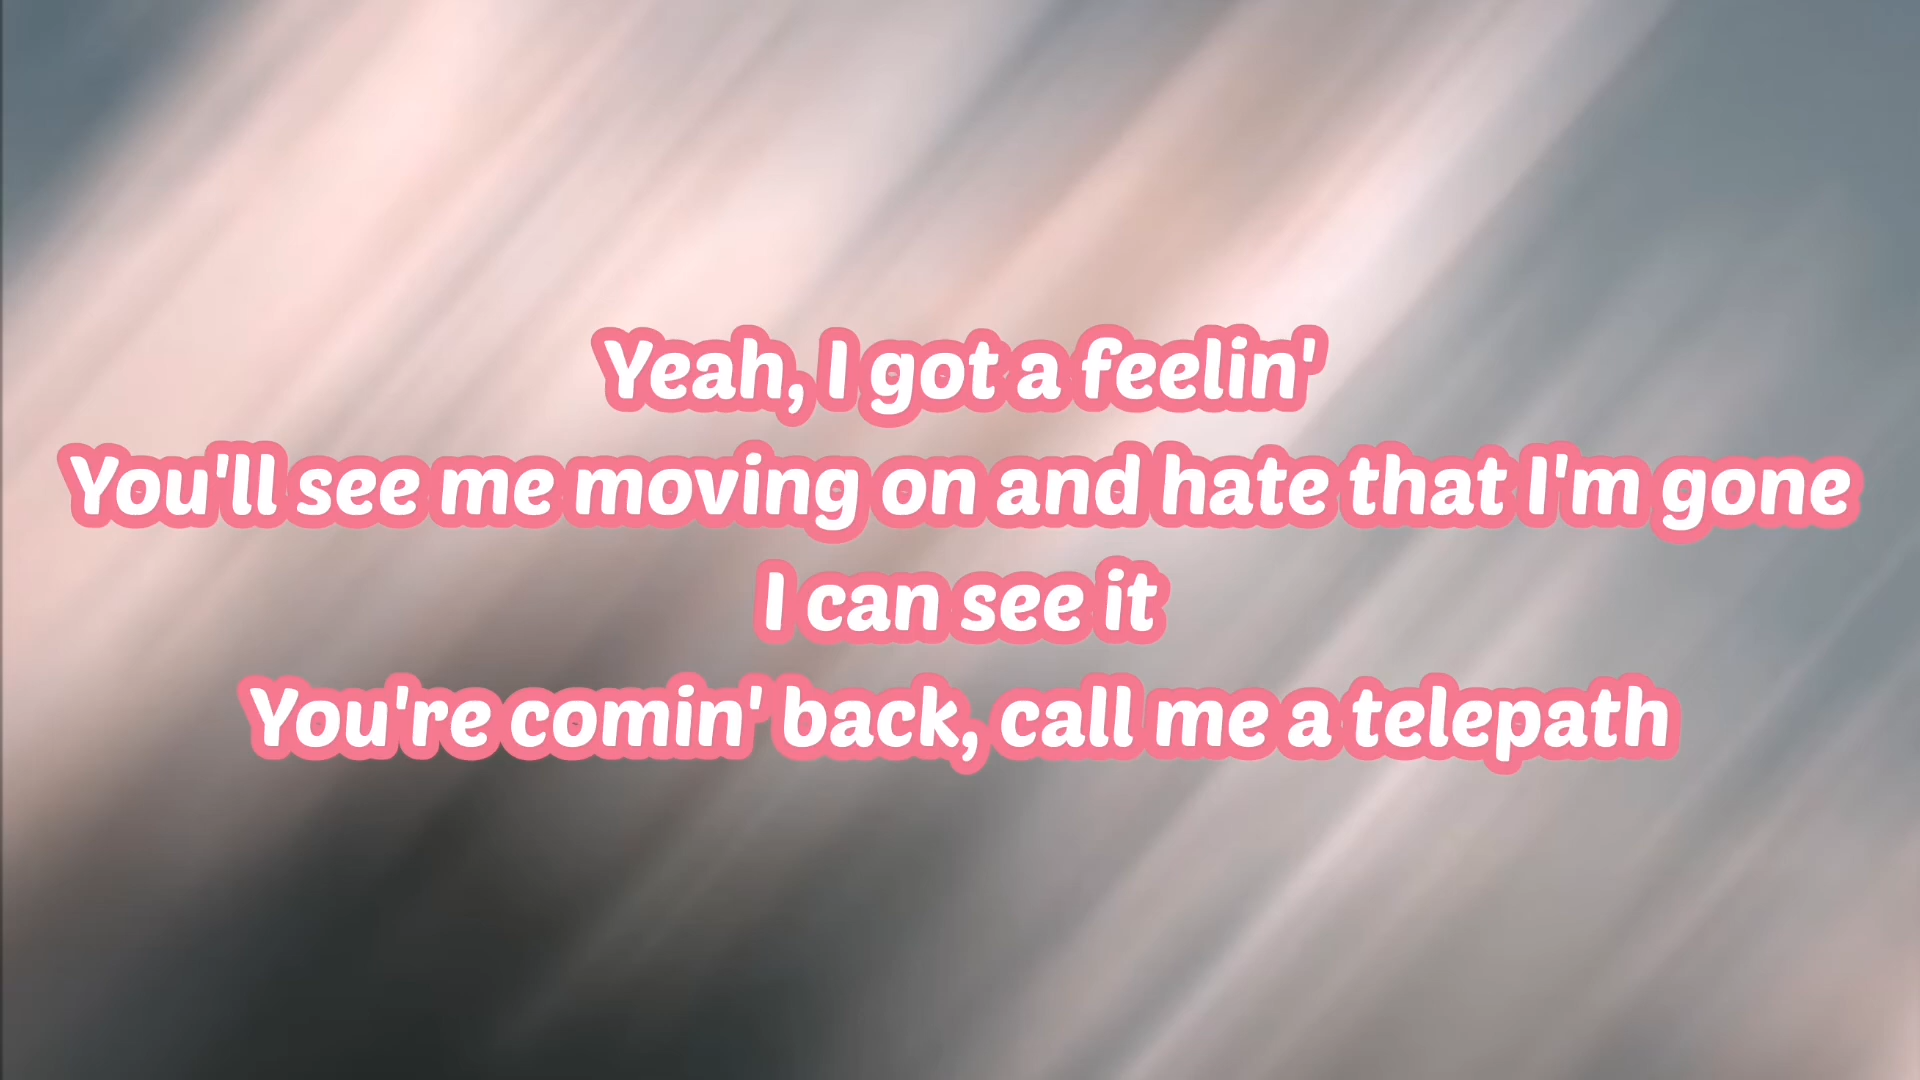 Yeah, I got a feelin'
You'll see me moving on and hate that I'm gone
I can see it
You're comin' back, call me a telepath